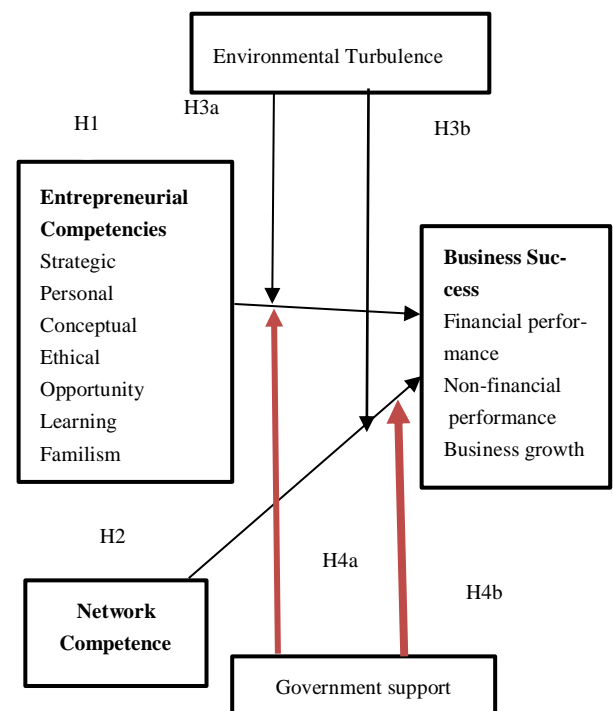 Environmental Turbulence
H3a
H1
H3b
Entrepreneurial
Competencies
Strategic
Personal
Conceptual
Ethical
Opportunity
Learning
Familism
Business Suc-
cess
Financial perfor-
mance
Non-financial
performance
Business growth
H2
H4a
H4b
Network
Competence
Government support